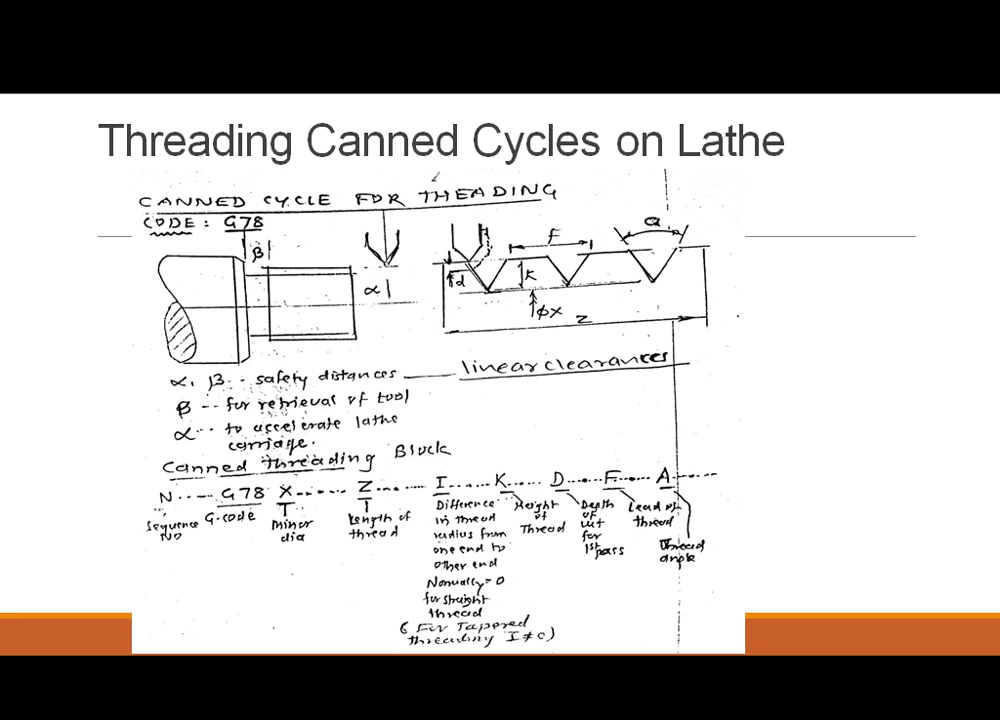 Threading Canned Cycles on Lathe
CANNED CYCLE FOR THEADING
CODE: G78
β
α
d
F
K
a
ϕX
Z
α, β -- safety distances linear clearances
β -- for retrieval of tool
α -- to accelerate lathe
carriage.
Canned threading Block
N---- G78 X------ Z------ I------ K----- D------ F----- A-----
Sequence
No
G-code
Minor
dia
Length of
thread
Difference
in thread
radius from
one end to
other end
Normally = 0
for straight
thread
( For Tapered
threading I ≠ 0)
Height
of
Thread
Depth
of
cut
for
1st
pass
Lead of
thread
Thread
angle